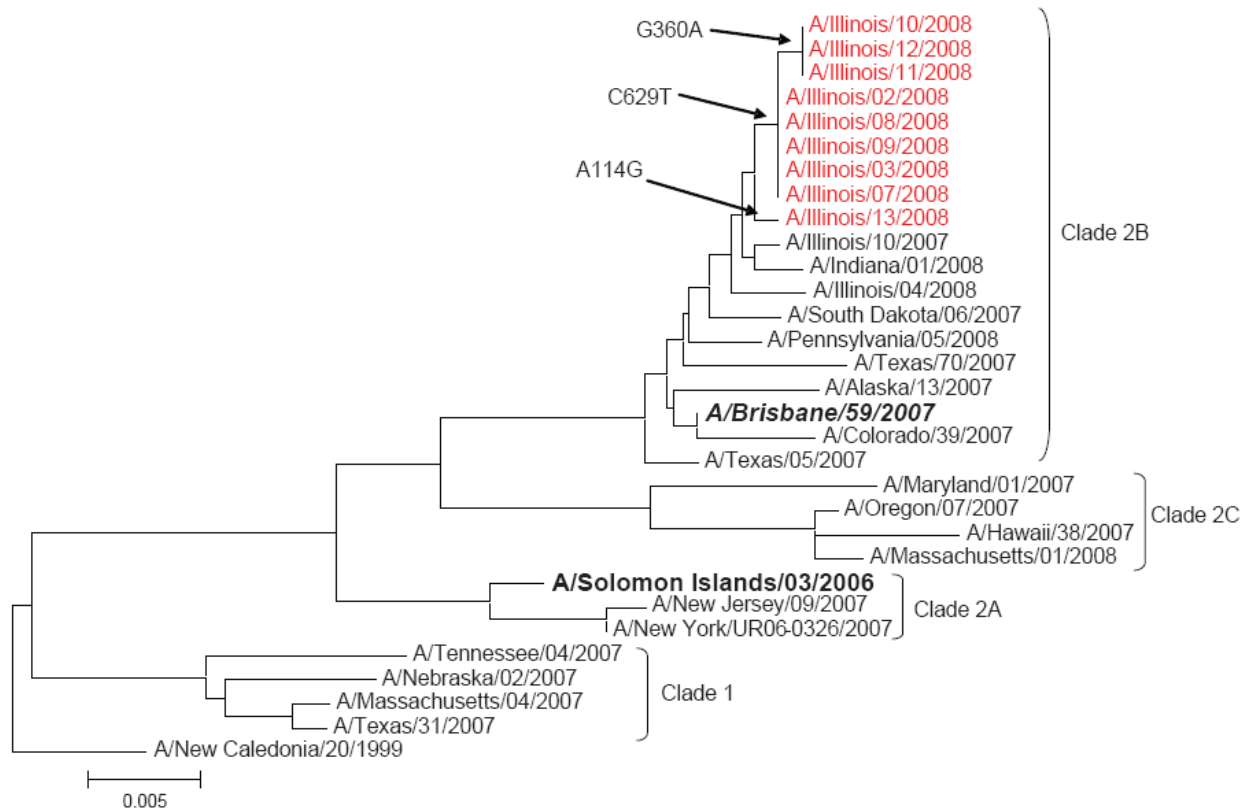 G360A
A/Illinois/10/2008
A/Illinois/12/2008
A/Illinois/11/2008
C629T
A/Illinois/02/2008
A/Illinois/08/2008
A/Illinois/09/2008
A114G
A/Illinois/03/2008
A/Illinois/07/2008
A/Illinois/13/2008
Clade 2B
A/Illinois/10/2007
A/Indiana/01/2008
A/Illinois/04/2008
A/South Dakota/06/2007
A/Pennsylvania/05/2008
A/Texas/70/2007
A/Alaska/13/2007
A/Brisbane/59/2007
A/Colorado/39/2007
A/Texas/05/2007
A/Maryland/01/2007
A/Oregon/07/2007
Clade 2C
A/Hawaii/38/2007
A/Massachusetts/01/2008
A/Solomon Islands/03/2006
A/New Jersey/09/2007
Clade 2A
A/New York/UR06-0326/2007
A/Tennessee/04/2007
A/Nebraska/02/2007
Clade 1
A/Massachusetts/04/2007
A/Texas/31/2007
A/New Caledonia/20/1999
0.005